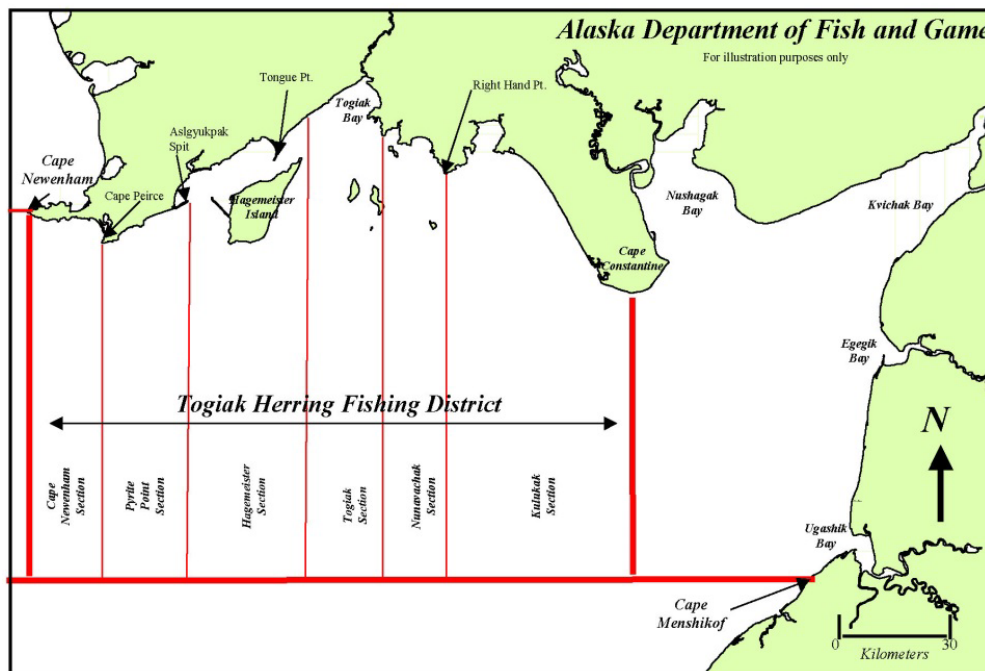 Alaska Department of Fish and Game
For illustration purposes only
Tongue Pt.
Togiak
Bay
Right Hand Pt.
Aslgyukpak
Spit
Cape
Newenham
Cape Peirce
Hagemeister
Island
Nushagak
Bay
Kvichak Bay
Cape
Constantine
Egegik
Bay
Togiak Herring Fishing District
N
Cape
Newenham
Section
Pyrite
Point
Section
Hagemeister
Section
Togiak
Section
Nunavachak
Section
Kulukak
Section
Ugashik
Bay
Cape
Menshikof
0
30
Kilometers